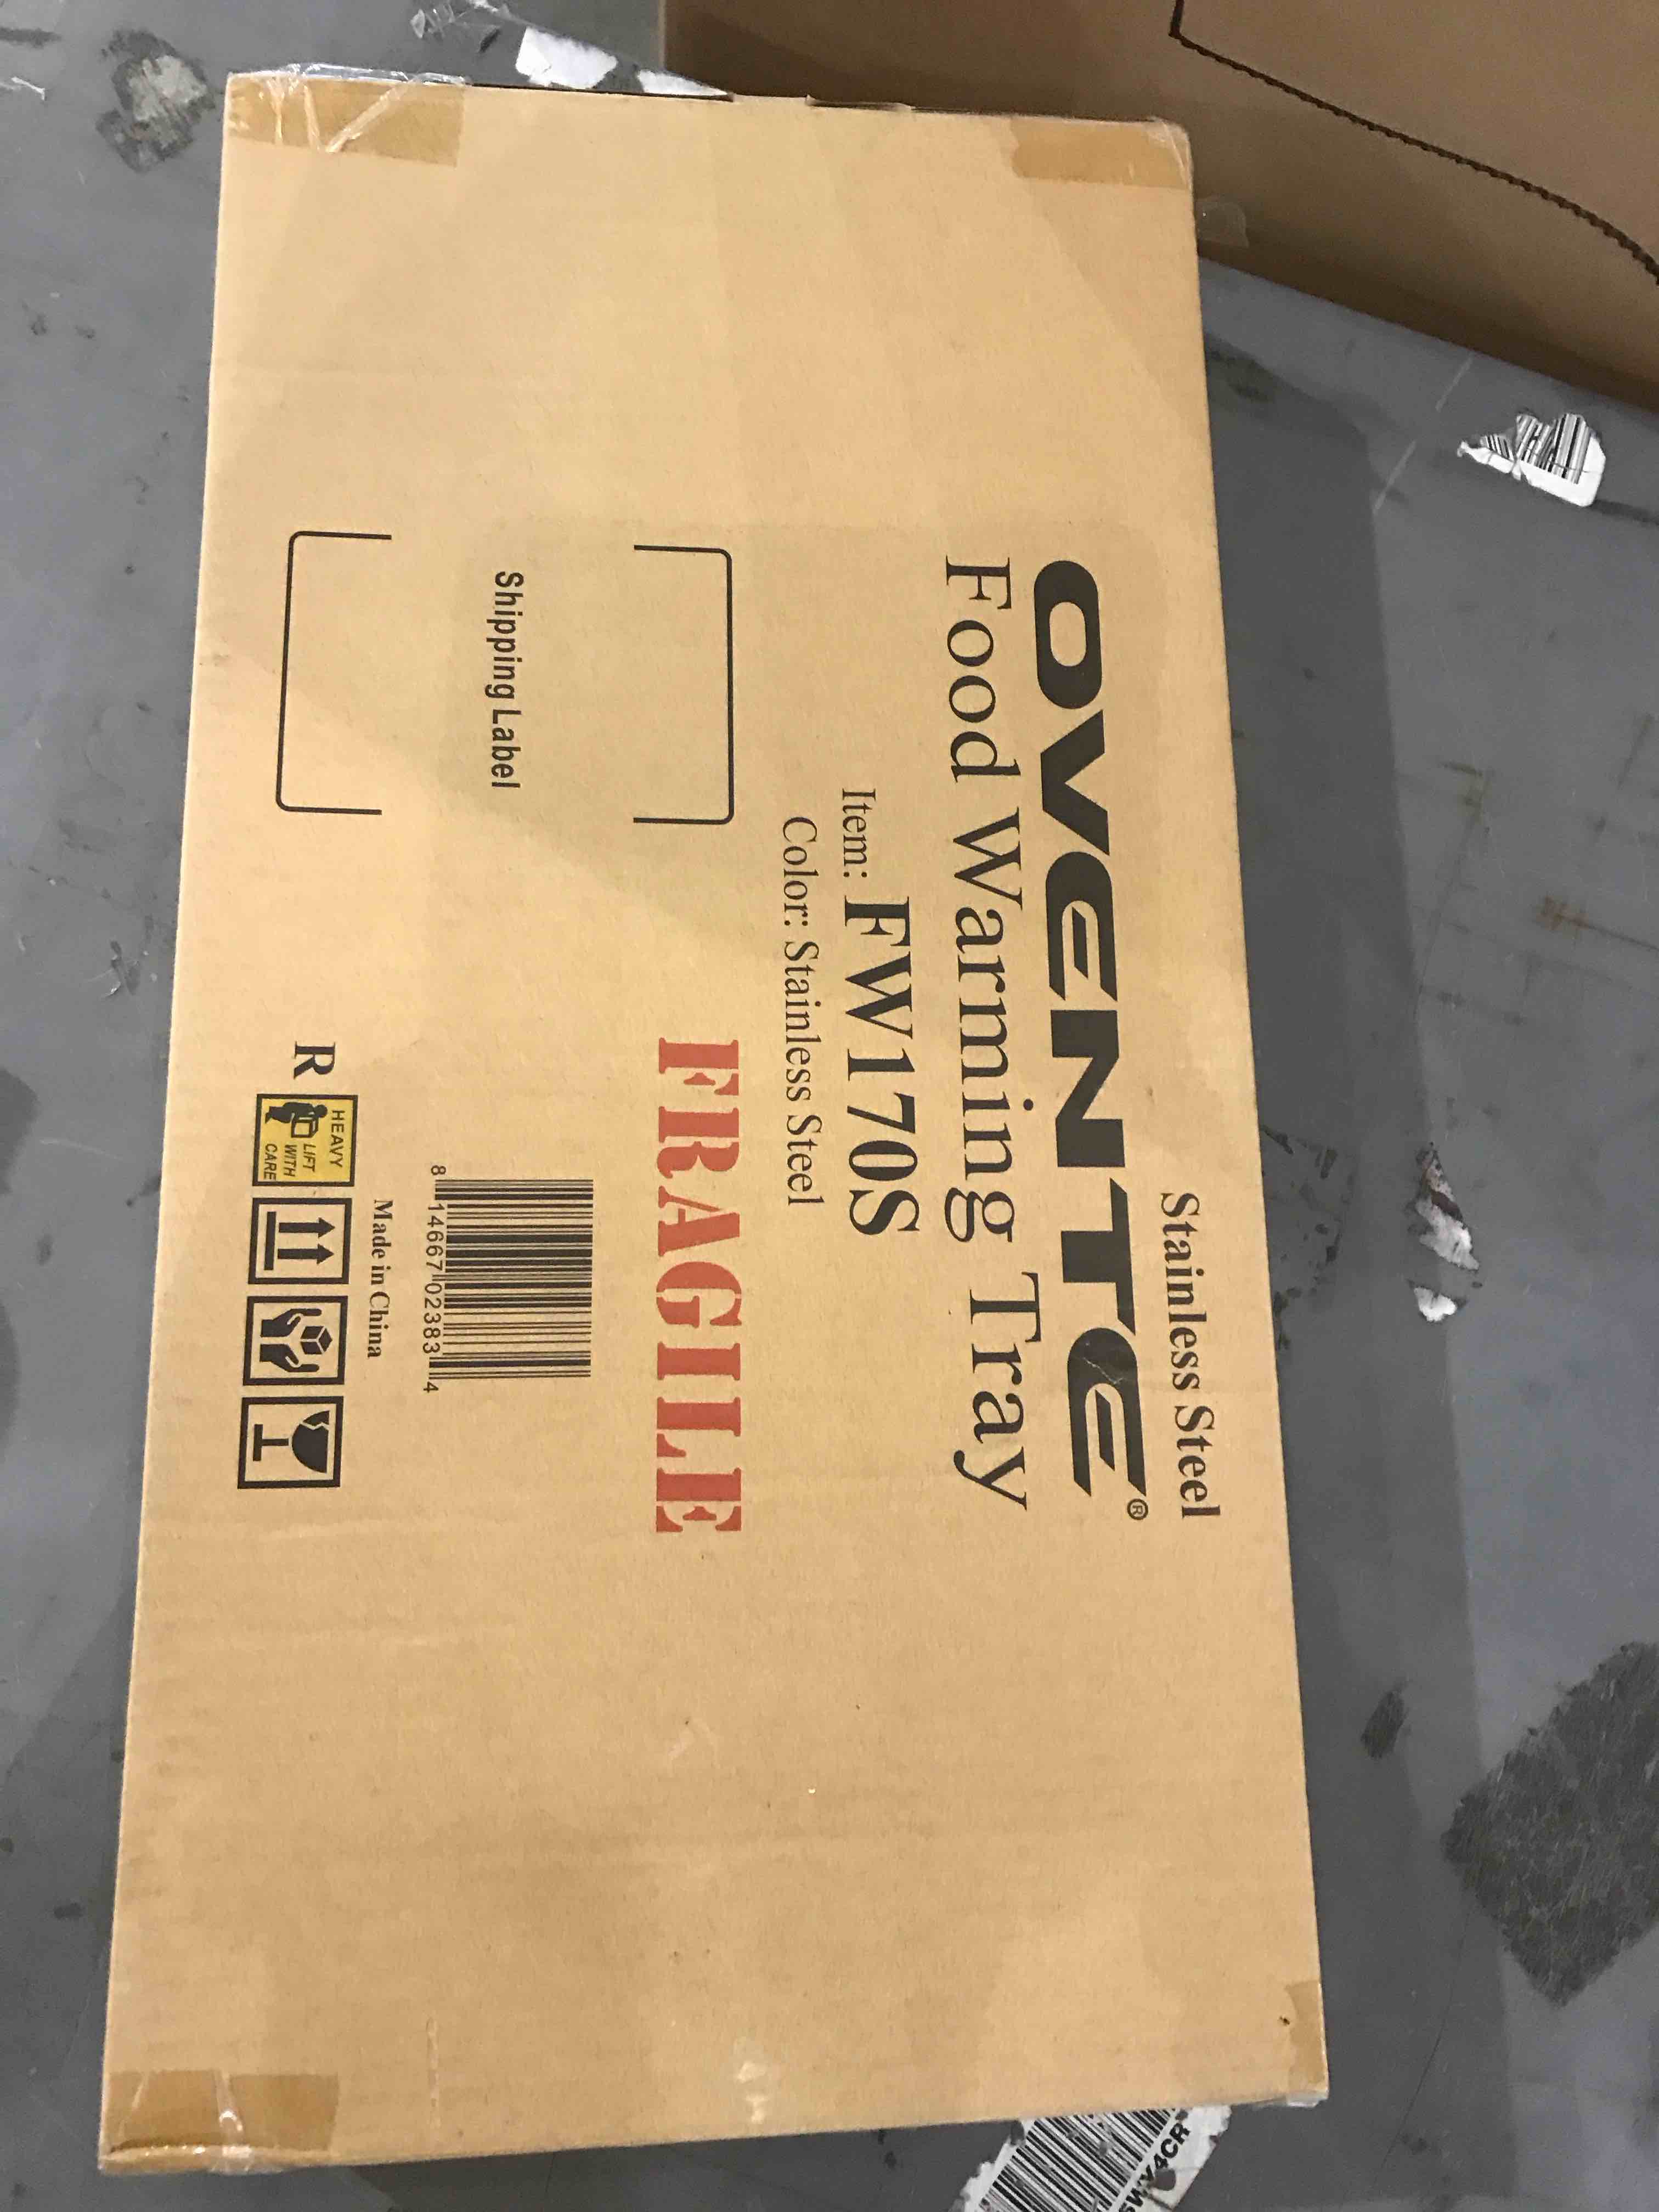 Stainless Steel
OVENTE®
Food Warming Tray
Item: FW170S
Color: Stainless Steel
FRAGILE
Shipping Label
8 14667 02383 4
Made in China
R
HEAVY
LIFT
WITH
CARE